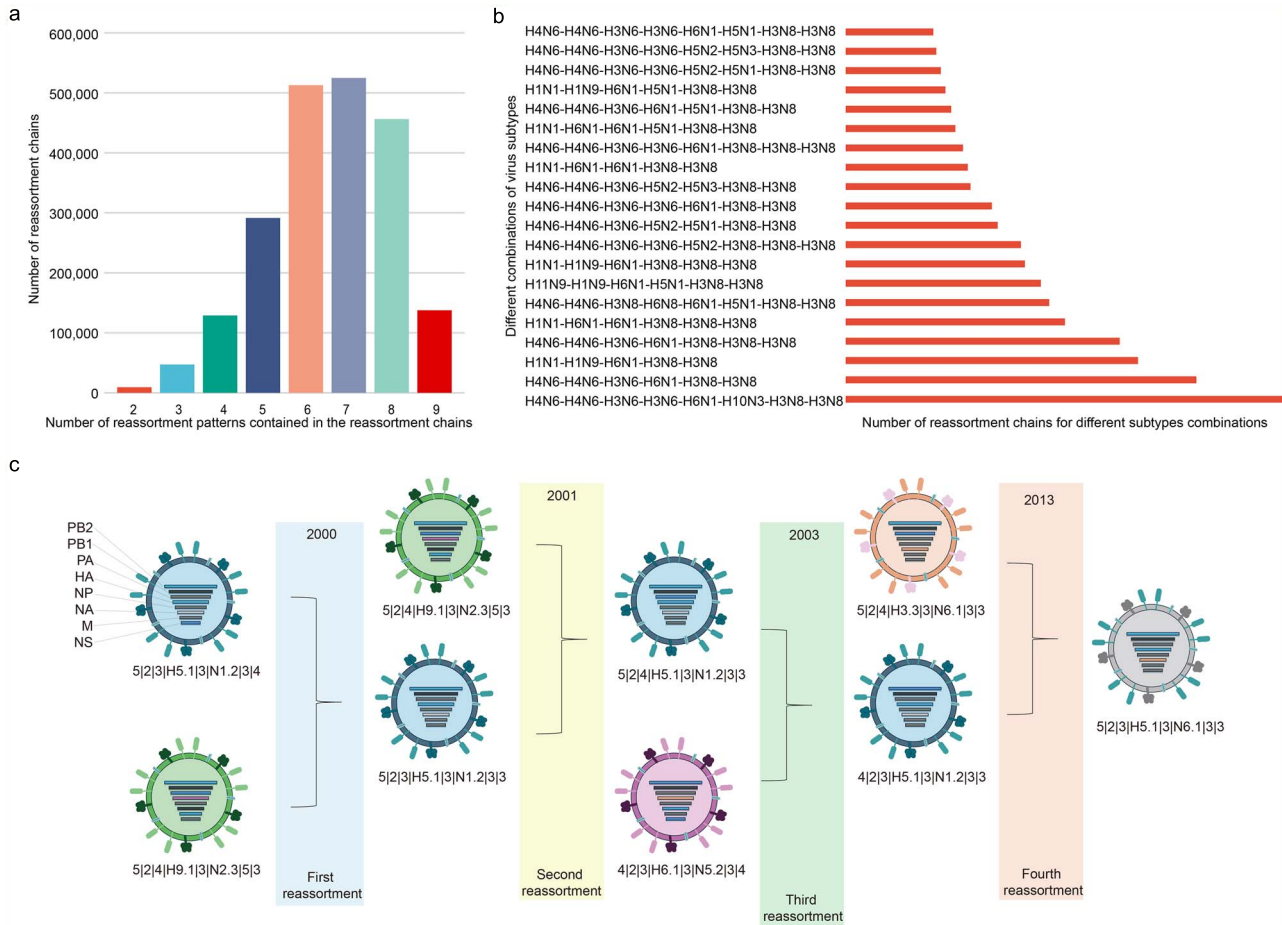 a
Number of reassortment chains
600,000
500,000
400,000
300,000
200,000
100,000
0
2 3 4 5 6 7 8 9
Number of reassortment patterns contained in the reassortment chains
b
Different combinations of virus subtypes
H4N6-H4N6-H3N6-H3N6-H6N1-H5N1-H3N8-H3N8
H4N6-H4N6-H3N6-H3N6-H5N2-H5N3-H3N8-H3N8
H4N6-H4N6-H3N6-H3N6-H5N2-H5N1-H3N8-H3N8
H1N1-H1N9-H6N1-H5N1-H3N8-H3N8
H4N6-H4N6-H3N6-H6N1-H5N1-H3N8-H3N8
H1N1-H6N1-H6N1-H5N1-H3N8-H3N8
H4N6-H4N6-H3N6-H3N6-H6N1-H3N8-H3N8-H3N8
H1N1-H6N1-H6N1-H3N8-H3N8
H4N6-H4N6-H3N6-H5N2-H5N3-H3N8-H3N8
H4N6-H4N6-H3N6-H3N6-H6N1-H3N8-H3N8
H4N6-H4N6-H3N6-H5N2-H5N1-H3N8-H3N8
H4N6-H4N6-H3N6-H3N6-H5N2-H3N8-H3N8-H3N8
H1N1-H1N9-H6N1-H3N8-H3N8-H3N8
H11N9-H1N9-H6N1-H5N1-H3N8-H3N8
H4N6-H4N6-H3N8-H6N8-H6N1-H5N1-H3N8-H3N8
H1N1-H6N1-H6N1-H3N8-H3N8-H3N8
H4N6-H4N6-H3N6-H6N1-H3N8-H3N8-H3N8
H1N1-H1N9-H6N1-H3N8-H3N8
H4N6-H4N6-H3N6-H6N1-H3N8-H3N8
H4N6-H4N6-H3N6-H3N6-H6N1-H10N3-H3N8-H3N8
Number of reassortment chains for different subtypes combinations
c
PB2
PB1
PA
HA
NP
NA
M
NS
5|2|3|H5.1|3|N1.2|3|4
5|2|4|H9.1|3|N2.3|5|3
2000
First
reassortment
5|2|4|H9.1|3|N2.3|5|3
5|2|3|H5.1|3|N1.2|3|3
2001
Second
reassortment
5|2|4|H5.1|3|N1.2|3|3
4|2|3|H6.1|3|N5.2|3|4
2003
Third
reassortment
5|2|4|H3.3|3|N6.1|3|3
4|2|3|H5.1|3|N1.2|3|3
2013
Fourth
reassortment
5|2|3|H5.1|3|N6.1|3|3